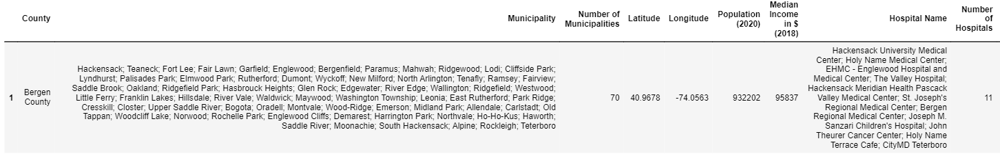 County Municipality Number of Municipalities Latitude Longitude Population (2020) Median Income in $ (2018) Hospital Name Number of Hospitals
1 Bergen County
Hackensack; Teaneck; Fort Lee; Fair Lawn; Garfield; Englewood; Bergenfield; Paramus; Mahwah; Ridgewood; Lodi; Cliffside Park;
Lyndhurst; Palisades Park; Elmwood Park; Rutherford; Dumont; Wyckoff; New Milford; North Arlington; Tenafly; Ramsey; Fairview;
Saddle Brook; Oakland; Ridgefield Park; Hasbrouck Heights; Glen Rock; Edgewater; River Edge; Wallington; Ridgefield; Westwood;
Little Ferry; Franklin Lakes; Hillsdale; River Vale; Waldwick; Maywood; Washington Township; Leonia; East Rutherford; Park Ridge;
Cresskill; Closter; Upper Saddle River; Bogota; Oradell; Montvale; Wood-Ridge; Emerson; Midland Park; Allendale; Carlstadt; Old
Tappan; Woodcliff Lake; Norwood; Rochelle Park; Englewood Cliffs; Demarest; Harrington Park; Northvale; Ho-Ho-Kus; Haworth;
Saddle River; Moonachie; South Hackensack; Alpine; Rockleigh; Teterboro
70 40.9678 -74.0563 932202 95837
Hackensack University Medical
Center; Holy Name Medical Center;
EHMC - Englewood Hospital and
Medical Center; The Valley Hospital;
Hackensack Meridian Health Pascack
Valley Medical Center; St. Joseph's
Regional Medical Center; Bergen
Regional Medical Center; Joseph M.
Sanzari Children's Hospital; John
Theurer Cancer Center; Holy Name
Terrace Cafe; CityMD Teterboro
11